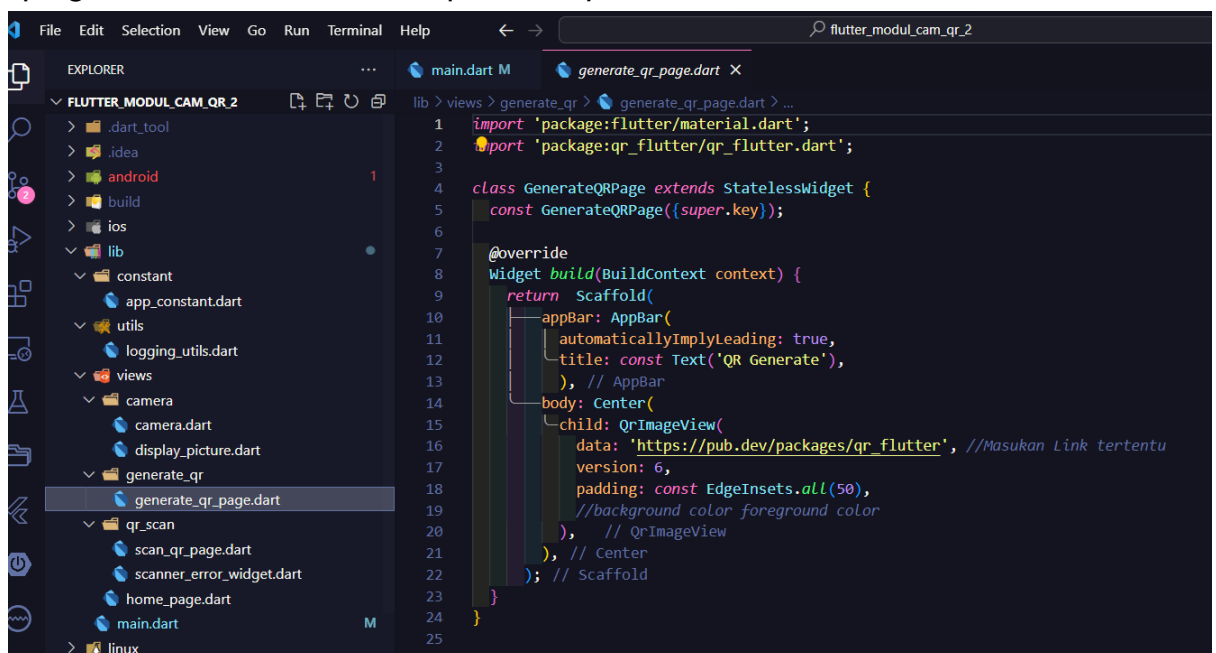 File Edit Selection View Go Run Terminal Help
flutter_modul_cam_qr_2
EXPLORER
FLUTTER_MODUL_CAM_QR_2
.dart_tool
.idea
android 1
build
ios
lib
constant
app_constant.dart
utils
logging_utils.dart
views
camera
camera.dart
display_picture.dart
generate_qr
generate_qr_page.dart
qr_scan
scan_qr_page.dart
scanner_error_widget.dart
home_page.dart
main.dart M
linux
2
main.dart M generate_qr_page.dart
lib > views > generate_qr > generate_qr_page.dart > ...
1 import 'package:flutter/material.dart';
2 import 'package:qr_flutter/qr_flutter.dart';
3
4 class GenerateQRPage extends StatelessWidget {
5 const GenerateQRPage({super.key});
6
7 @override
8 Widget build(BuildContext context) {
9 return Scaffold(
10 appBar: AppBar(
11 automaticallyImplyLeading: true,
12 title: const Text('QR Generate'),
13 ), // AppBar
14 body: Center(
15 child: QrImageView(
16 data: 'https://pub.dev/packages/qr_flutter', //Masukan Link tertentu
17 version: 6,
18 padding: const EdgeInsets.all(50),
19 //background color foreground color
20 ), // QrImageView
21 ), // Center
22 ); // Scaffold
23 }
24 }
25